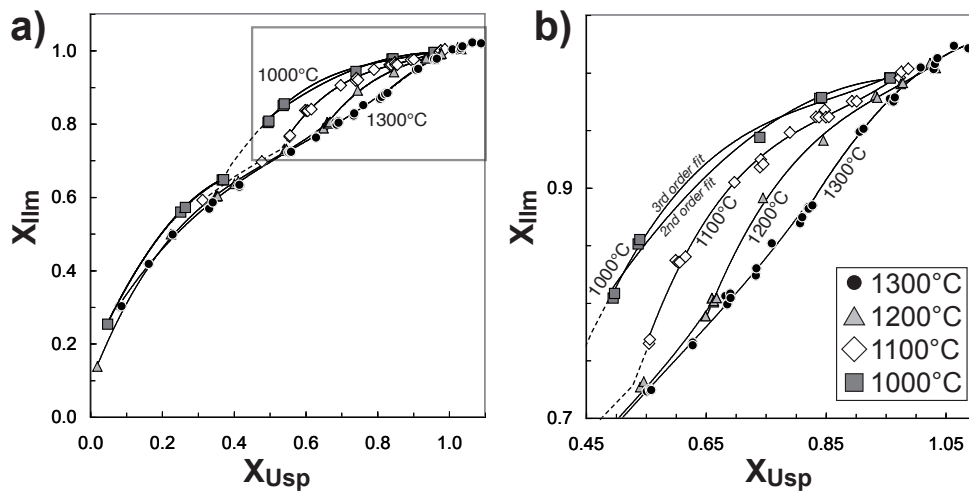 a)
1.0
0.8
0.6
0.4
0.2
0.0
X_Ilm
0.0
0.2
0.4
0.6
0.8
1.0
X_Usp
1000°C
1300°C
b)
0.9
0.7
X_Ilm
0.45
0.65
0.85
1.05
X_Usp
3rd order fit
2nd order fit
1000°C
1100°C
1200°C
1300°C
1300°C
1200°C
1100°C
1000°C